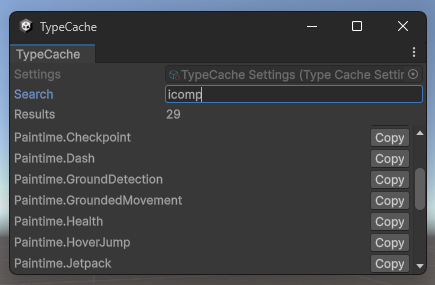 TypeCache
TypeCache
Settings TypeCache Settings (Type Cache Settin
Search icomp
Results 29
Paintime.Checkpoint Copy
Paintime.Dash Copy
Paintime.GroundDetection Copy
Paintime.GroundedMovement Copy
Paintime.Health Copy
Paintime.HoverJump Copy
Paintime.Jetpack Copy